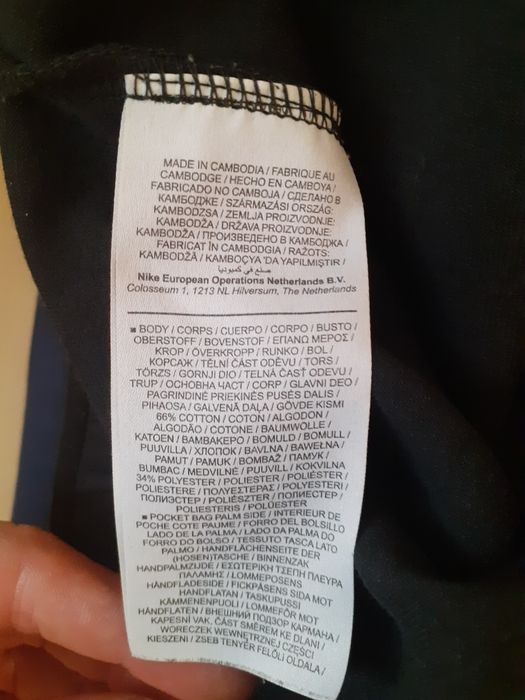 MADE IN CAMBODIA / FABRIQUE AU
CAMBODGE / HECHO EN CAMBOYA /
FABRICADO NO CAMBOJA / СДЕЛАНО В
КАМБОДЖЕ / SZÁRMAZÁSI ORSZÁG:
KAMBODZSA / ZEMLJA PROIZVODNJE:
KAMBODŽA / DRŽAVA PROIZVODNJE:
KAMBODŽA / ПРОИЗВЕДЕНО В КАМБОДЖА /
FABRICAT ÎN CAMBODGIA / RAŽOTS:
KAMBODŽĀ / KAMBOÇYA 'DA YAPILMIŞTIR /
صنع في كمبوديا
Nike European Operations Netherlands B.V.
Colosseum 1, 1213 NL Hilversum, The Netherlands
■ BODY / CORPS / CUERPO / CORPO / BUSTO /
OBERSTOFF / BOVENSTOF / ΕΠΑΝΩ ΜΕΡΟΣ /
KROP / ÖVERKROPP / RUNKO / BOL /
КОРСАЖ / TĚLNÍ ČÁST ODĚVU / TORS /
TÖRZS / GORNJI DIO / TELNÁ ČASŤ ODEVU /
TRUP / ОСНОВНА ЧАСТ / CORP / GLAVNI DEO /
PAGRINDINĖ PRIEKINĖS PUSĖS DALIS /
PIHAOSA / GALVENĀ DAĻA / GÖVDE KISMI
66% COTTON / COTON / ALGODON /
ALGODÃO / COTONE / BAUMWOLLE /
KATOEN / ΒΑΜΒΑΚΕΡΟ / BOMULD / BOMULL /
PUUVILLA / ХЛОПОК / BAVLNA / BAWEŁNA /
PAMUT / PAMUK / BOMBAŽ / ПАМУК /
BUMBAC / MEDVILNĖ / PUUVILL / KOKVILNA
34% POLYESTER / POLIESTER / POLIÉSTER /
POLIESTERE / ΠΟΛΥΕΣΤΕΡΑΣ / POLYESTERI /
ПОЛИЭСТЕР / POLIÉSZTER / ПОЛИЕСТЕР /
POLIESTERIS / POLÜESTER
■ POCKET BAG PALM SIDE / INTERIEUR DE
POCHE COTE PAUME / FORRO DEL BOLSILLO
LADO DE LA PALMA / LADO DA PALMA DO
FORRO DO BOLSO / TESSUTO TASCA LATO
PALMO / HANDFLÄCHENSEITE DER
(HOSEN)TASCHE / BINNENZAK
HANDPALMZIJDE / ΕΣΩΤΕΡΙΚΗ ΤΣΕΠΗ ΠΛΕΥΡΑ
ΠΑΛΑΜΗΣ / LOMMEPOSENS
HÅNDFLADESIDE / FICKPÅSENS SIDA MOT
HANDFLATAN / TASKUPUSSI
KÄMMENENPUOLI / LOMMEFÔR MOT
HÅNDFLATEN / ВНЕШНИЙ ПОДЗОР КАРМАНА /
KAPESNÍ VAK, ČÁST SMĚREM KE DLANI /
WORECZEK WEWNĘTRZNEJ CZĘŚCI
KIESZENI / ZSEB TENYÉR FELŐLI OLDALA /